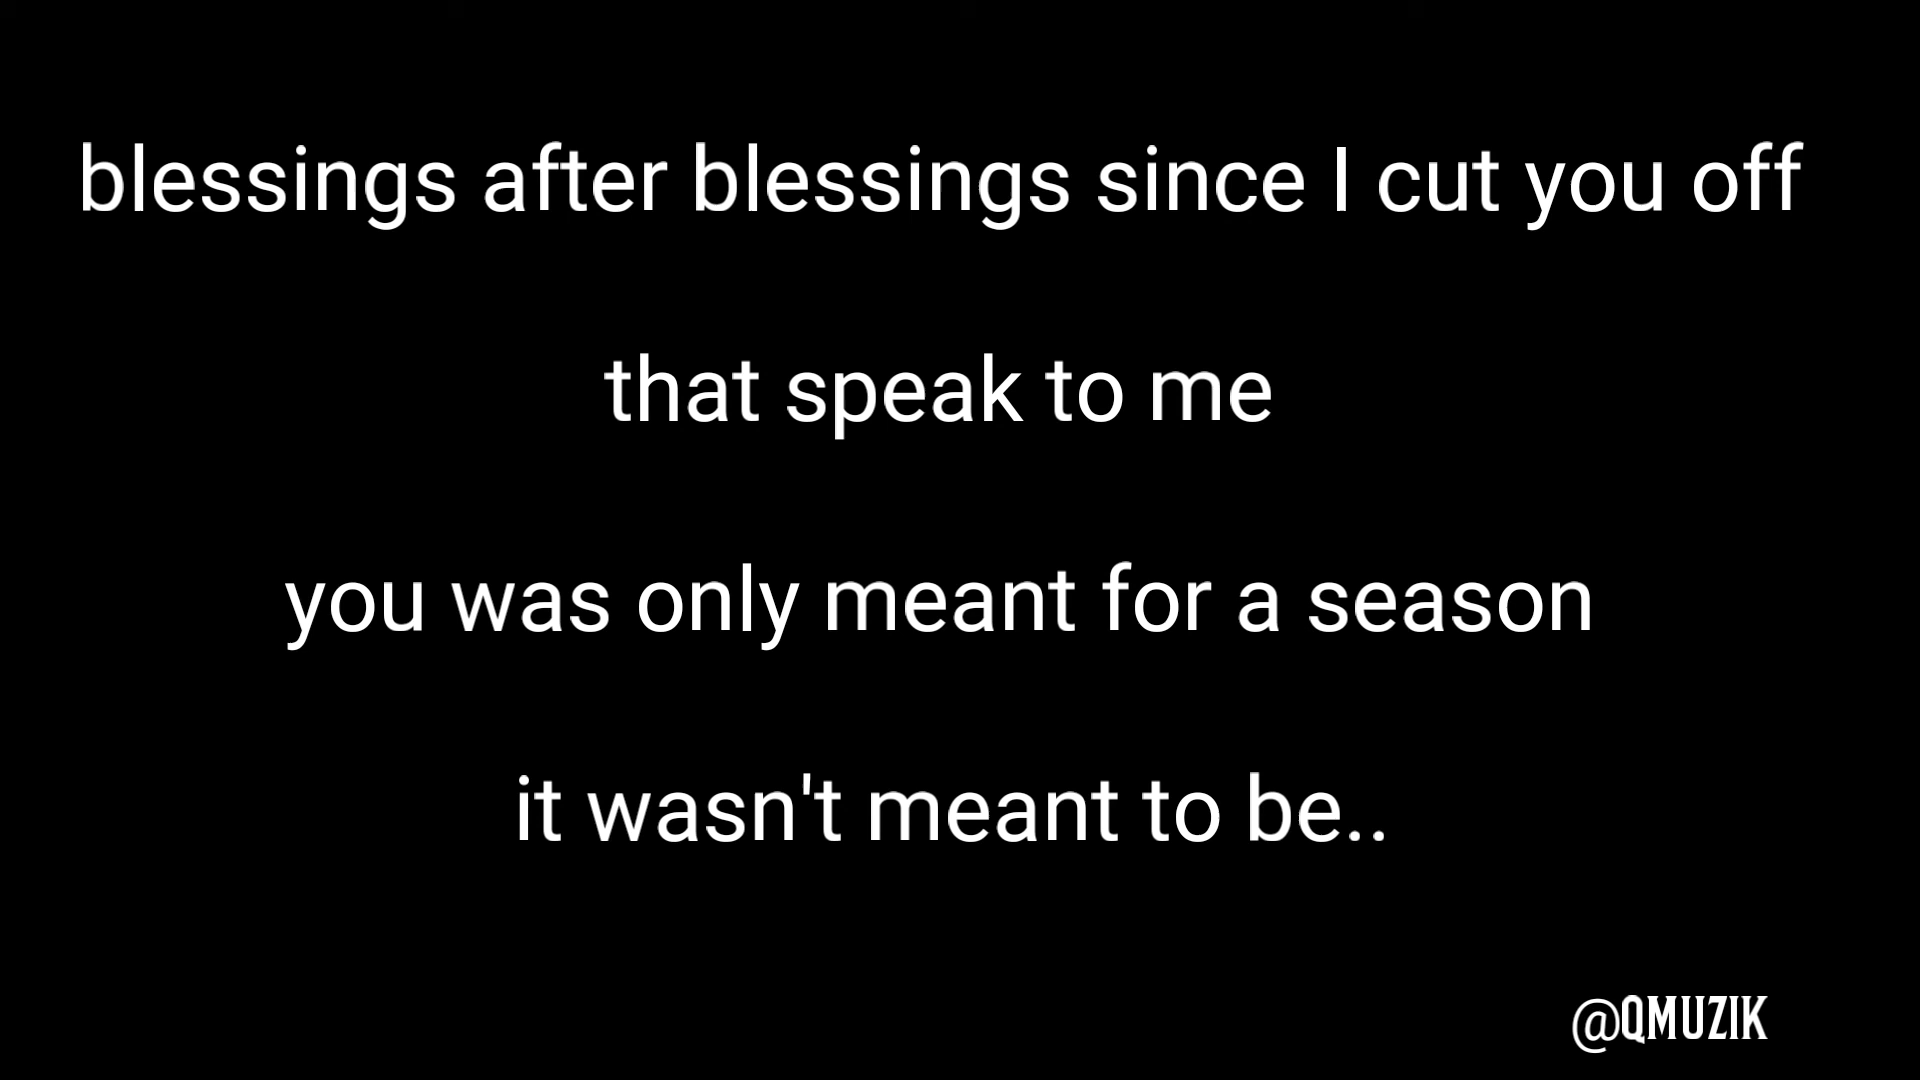 blessings after blessings since I cut you off
that speak to me
you was only meant for a season
it wasn't meant to be..
@QMUZIK